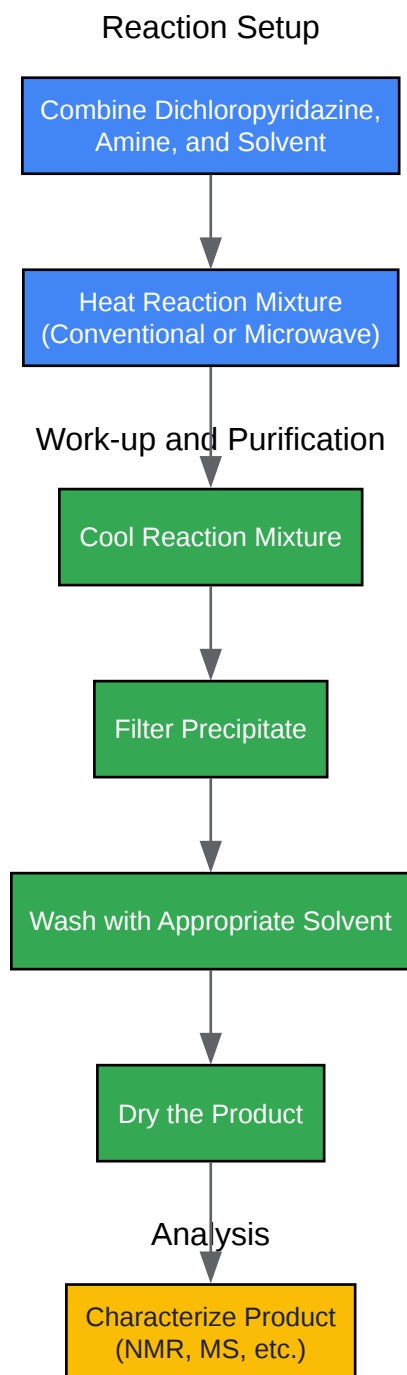 Reaction Setup
Combine Dichloropyridazine,
Amine, and Solvent
Heat Reaction Mixture
(Conventional or Microwave)
Work-up and Purification
Cool Reaction Mixture
Filter Precipitate
Wash with Appropriate Solvent
Dry the Product
Analysis
Characterize Product
(NMR, MS, etc.)